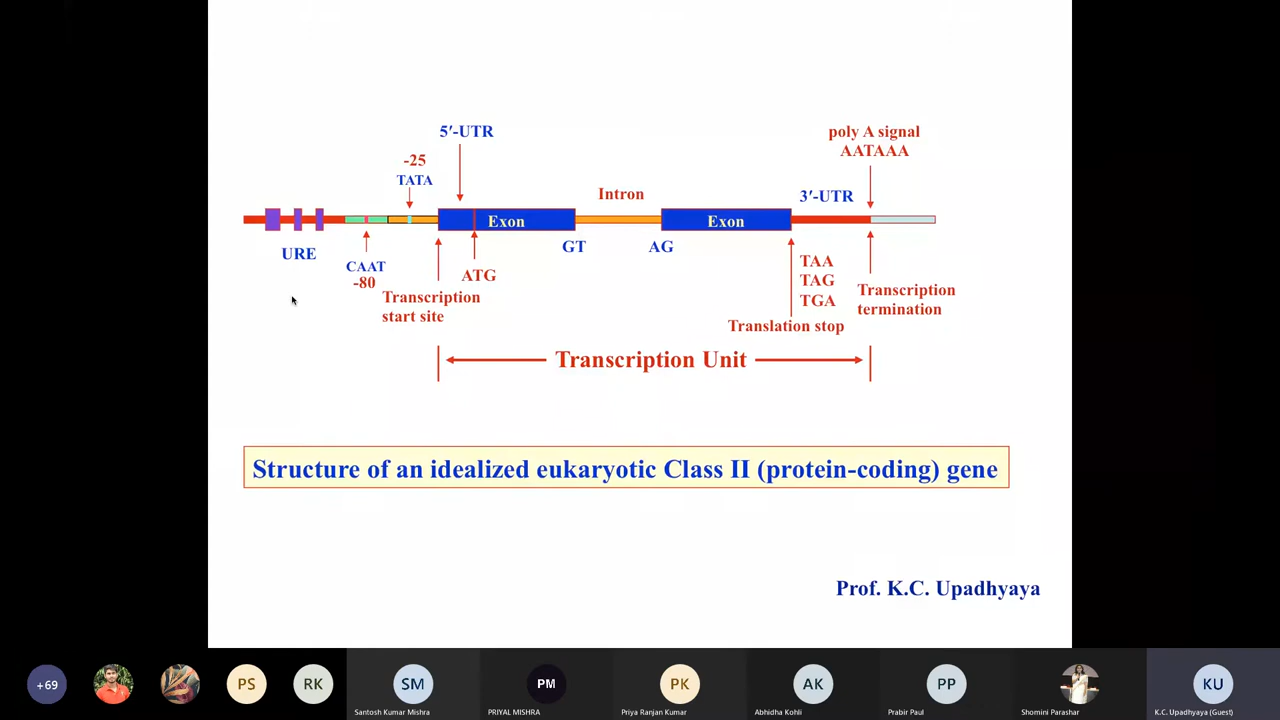 5′-UTR
poly A signal
AATAAA
-25
TATA
Intron
3′-UTR
Exon
Exon
URE
GT
AG
CAAT
-80
ATG
TAA
TAG
TGA
Transcription
start site
Transcription
termination
Translation stop
Transcription Unit
Structure of an idealized eukaryotic Class II (protein-coding) gene
Prof. K.C. Upadhyaya
+69
PS
RK
SM
PM
PK
AK
PP
KU
Santosh Kumar Mishra
PRIYAL MISHRA
Priya Ranjan Kumar
Abhidha Kohli
Prabir Paul
Shomini Parashar
K.C. Upadhyaya (Guest)